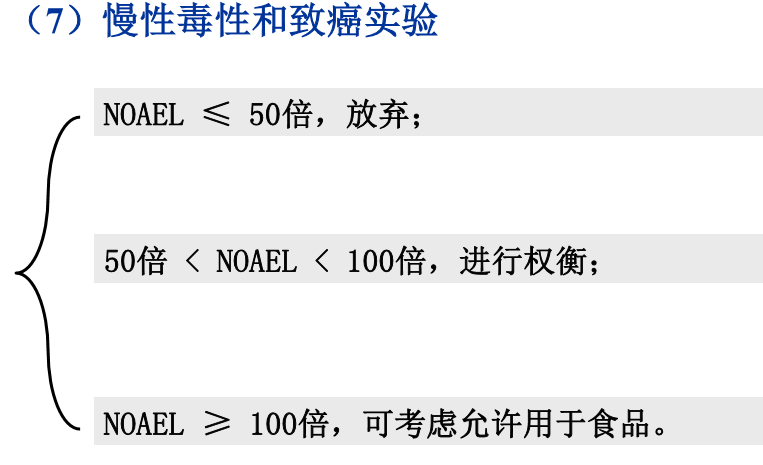 （7）慢性毒性和致癌实验
NOAEL ≤ 50倍，放弃；
50倍 < NOAEL < 100倍，进行权衡；
NOAEL ≥ 100倍，可考虑允许用于食品。